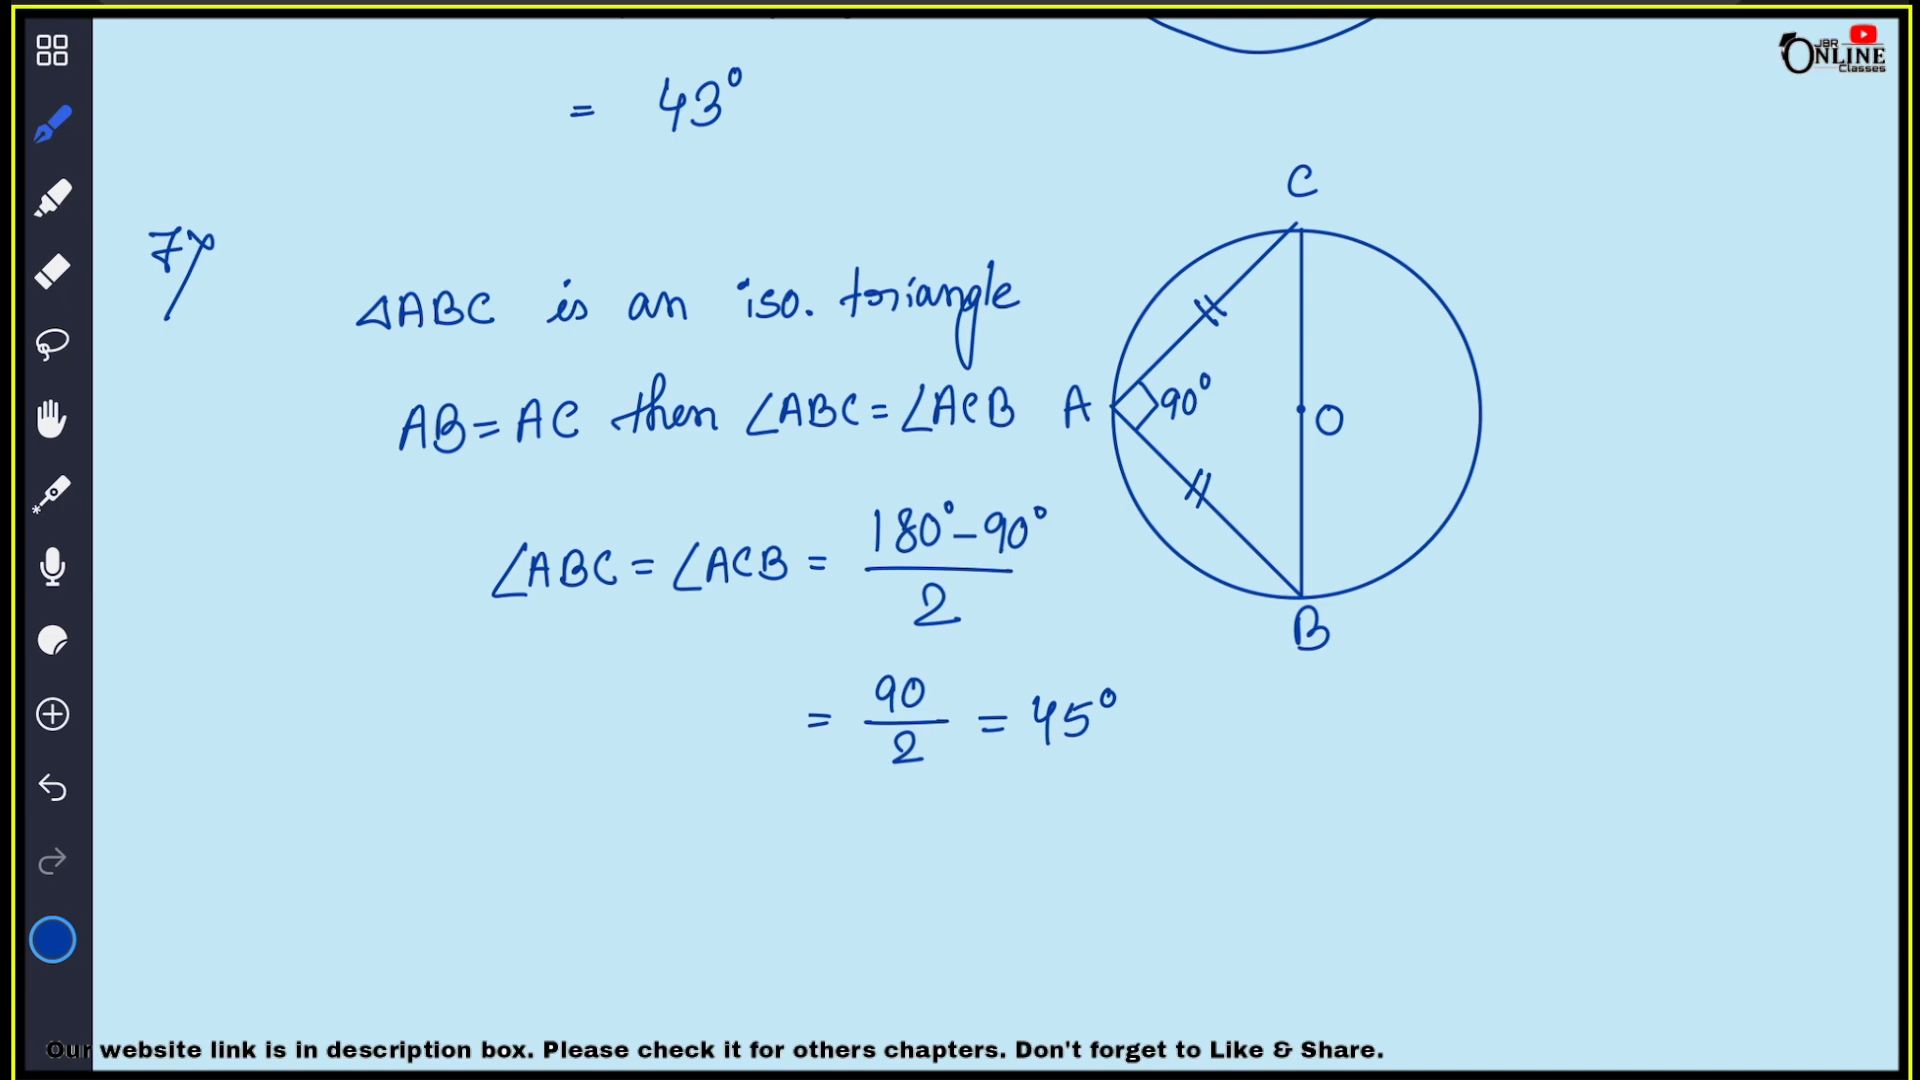 JBR
ONLINE
Classes
= 43°
C
7)
△ABC is an iso. triangle
AB = AC then ∠ABC = ∠ACB
A
90°
O
∠ABC = ∠ACB = 180° - 90° / 2
B
= 90 / 2 = 45°
Our website link is in description box. Please check it for others chapters. Don't forget to Like & Share.